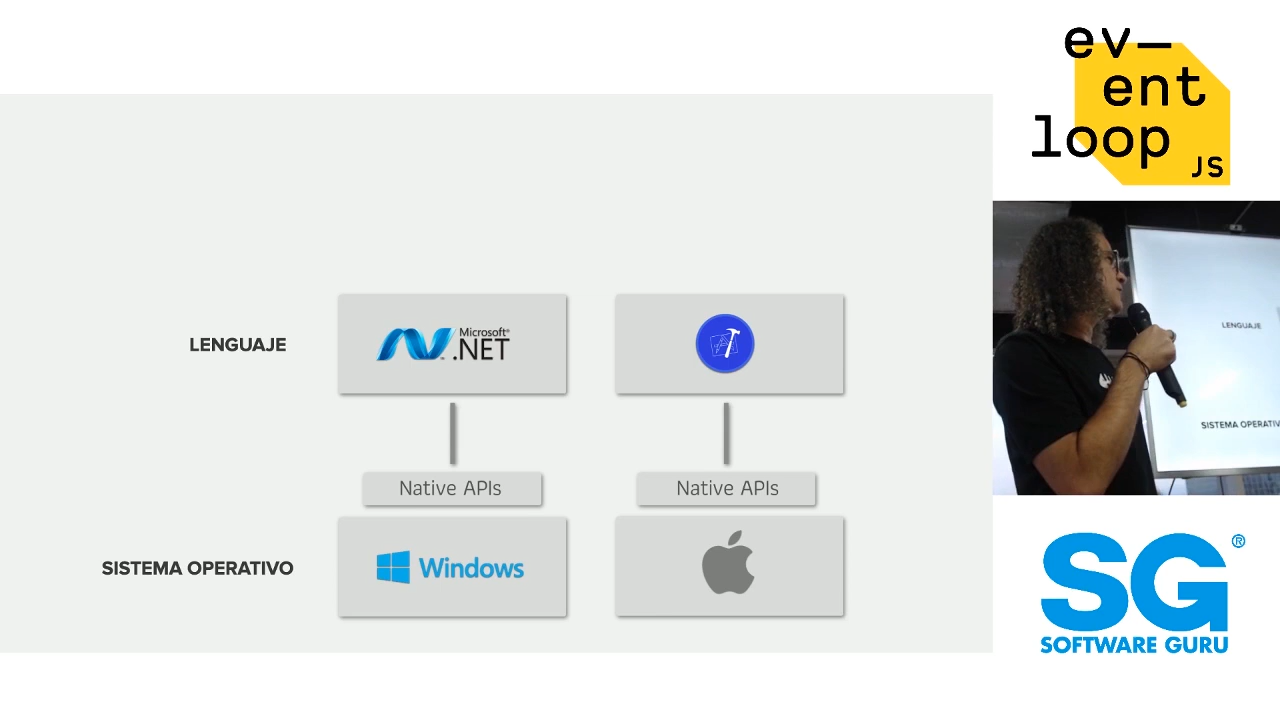 ev—
ent
loop
JS
LENGUAJE
Microsoft®
.NET
Native APIs
Native APIs
SISTEMA OPERATIVO
Windows
LENGUAJE
SISTEMA OPERATIV
SG®
SOFTWARE GURU